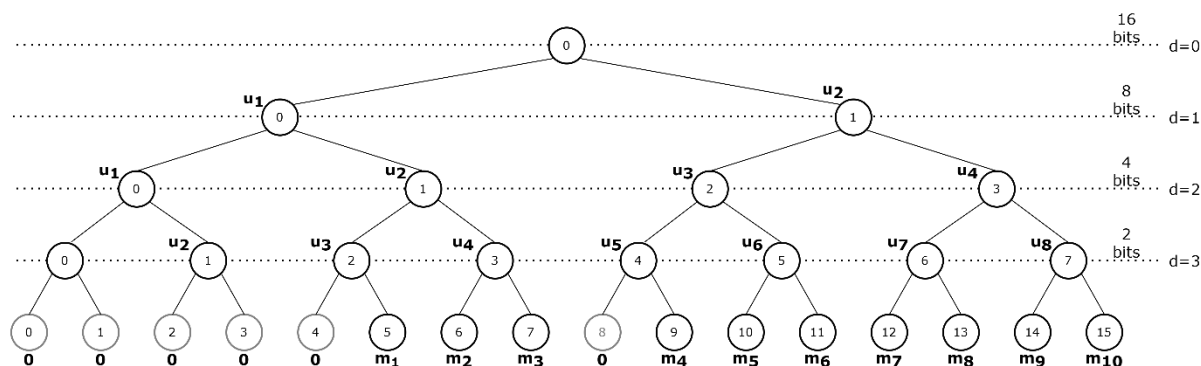 16
bits
0 d=0
8
bits
u1 u2
0 1 d=1
4
bits
u1 u2 u3 u4
0 1 2 3 d=2
2
bits
u2 u3 u4 u5 u6 u7 u8
0 1 2 3 4 5 6 7 d=3
0 1 2 3 4 5 6 7 8 9 10 11 12 13 14 15
0 0 0 0 0 m1 m2 m3 0 m4 m5 m6 m7 m8 m9 m10